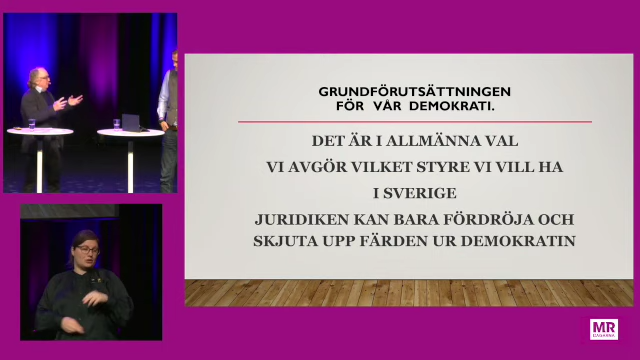 GRUNDFÖRUTSÄTTNINGEN
FÖR VÅR DEMOKRATI.
DET ÄR I ALLMÄNNA VAL
VI AVGÖR VILKET STYRE VI VILL HA
I SVERIGE
JURIDIKEN KAN BARA FÖRDRÖJA OCH
SKJUTA UPP FÄRDEN UR DEMOKRATIN
MR
DAGARNA